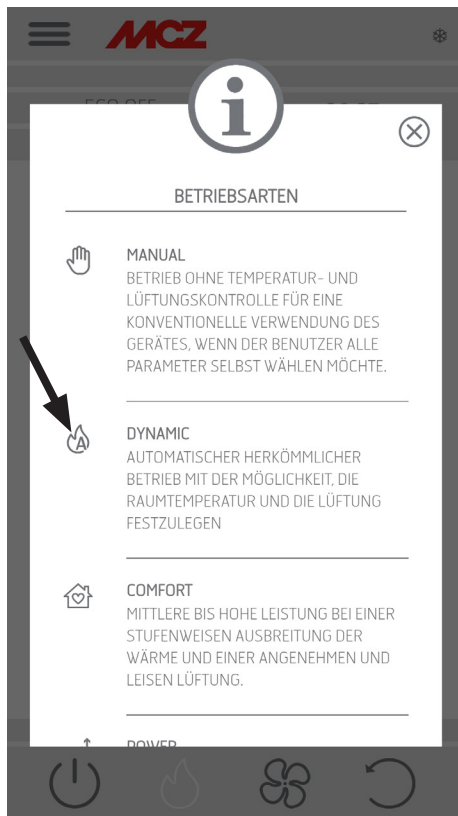 MCZ
BETRIEBSARTEN
MANUAL
BETRIEB OHNE TEMPERATUR- UND
LÜFTUNGSKONTROLLE FÜR EINE
KONVENTIONELLE VERWENDUNG DES
GERÄTES, WENN DER BENUTZER ALLE
PARAMETER SELBST WÄHLEN MÖCHTE.
A
DYNAMIC
AUTOMATISCHER HERKÖMMLICHER
BETRIEB MIT DER MÖGLICHKEIT, DIE
RAUMTEMPERATUR UND DIE LÜFTUNG
FESTZULEGEN
COMFORT
MITTLERE BIS HOHE LEISTUNG BEI EINER
STUFENWEISEN AUSBREITUNG DER
WÄRME UND EINER ANGENEHMEN UND
LEISEN LÜFTUNG.
POWER